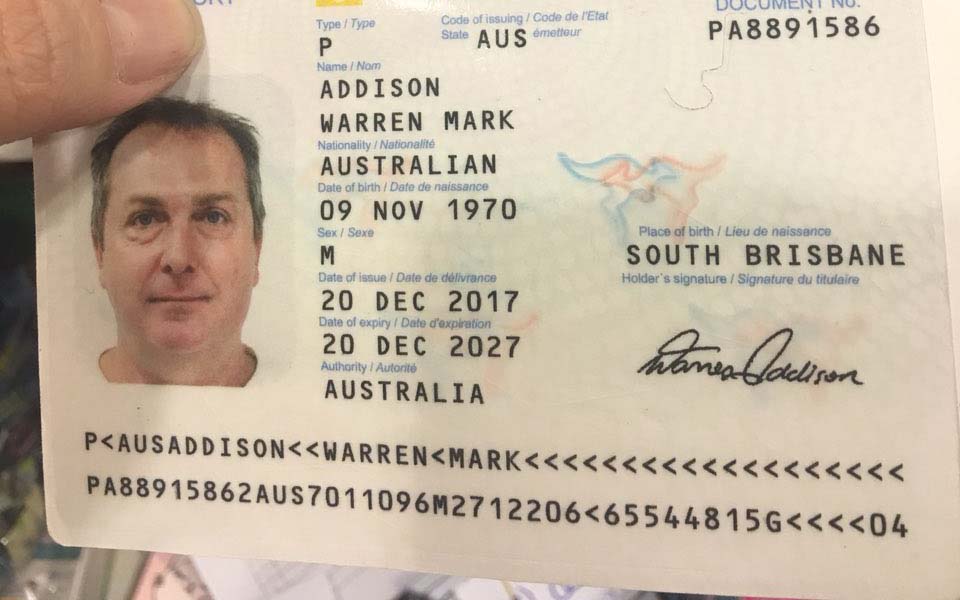 Type / Type
Code of issuing / Code de l'Etat
State
émetteur
DOCUMENT No.
P
AUS
PA8891586
Name / Nom
ADDISON
WARREN MARK
Nationality / Nationalité
AUSTRALIAN
Date of birth / Date de naissance
09 NOV 1970
Sex / Sexe
M
Place of birth / Lieu de naissance
SOUTH BRISBANE
Date of issue / Date de délivrance
20 DEC 2017
Holder's signature / Signature du titulaire
Date of expiry / Date d'expiration
20 DEC 2027
Authority / Autorité
AUSTRALIA
Warren Addison
P<AUSADDISON<<WARREN<MARK<<<<<<<<<<<<<<<<<<<
PA88915862AUS7011096M2712206<65544815G<<<<04